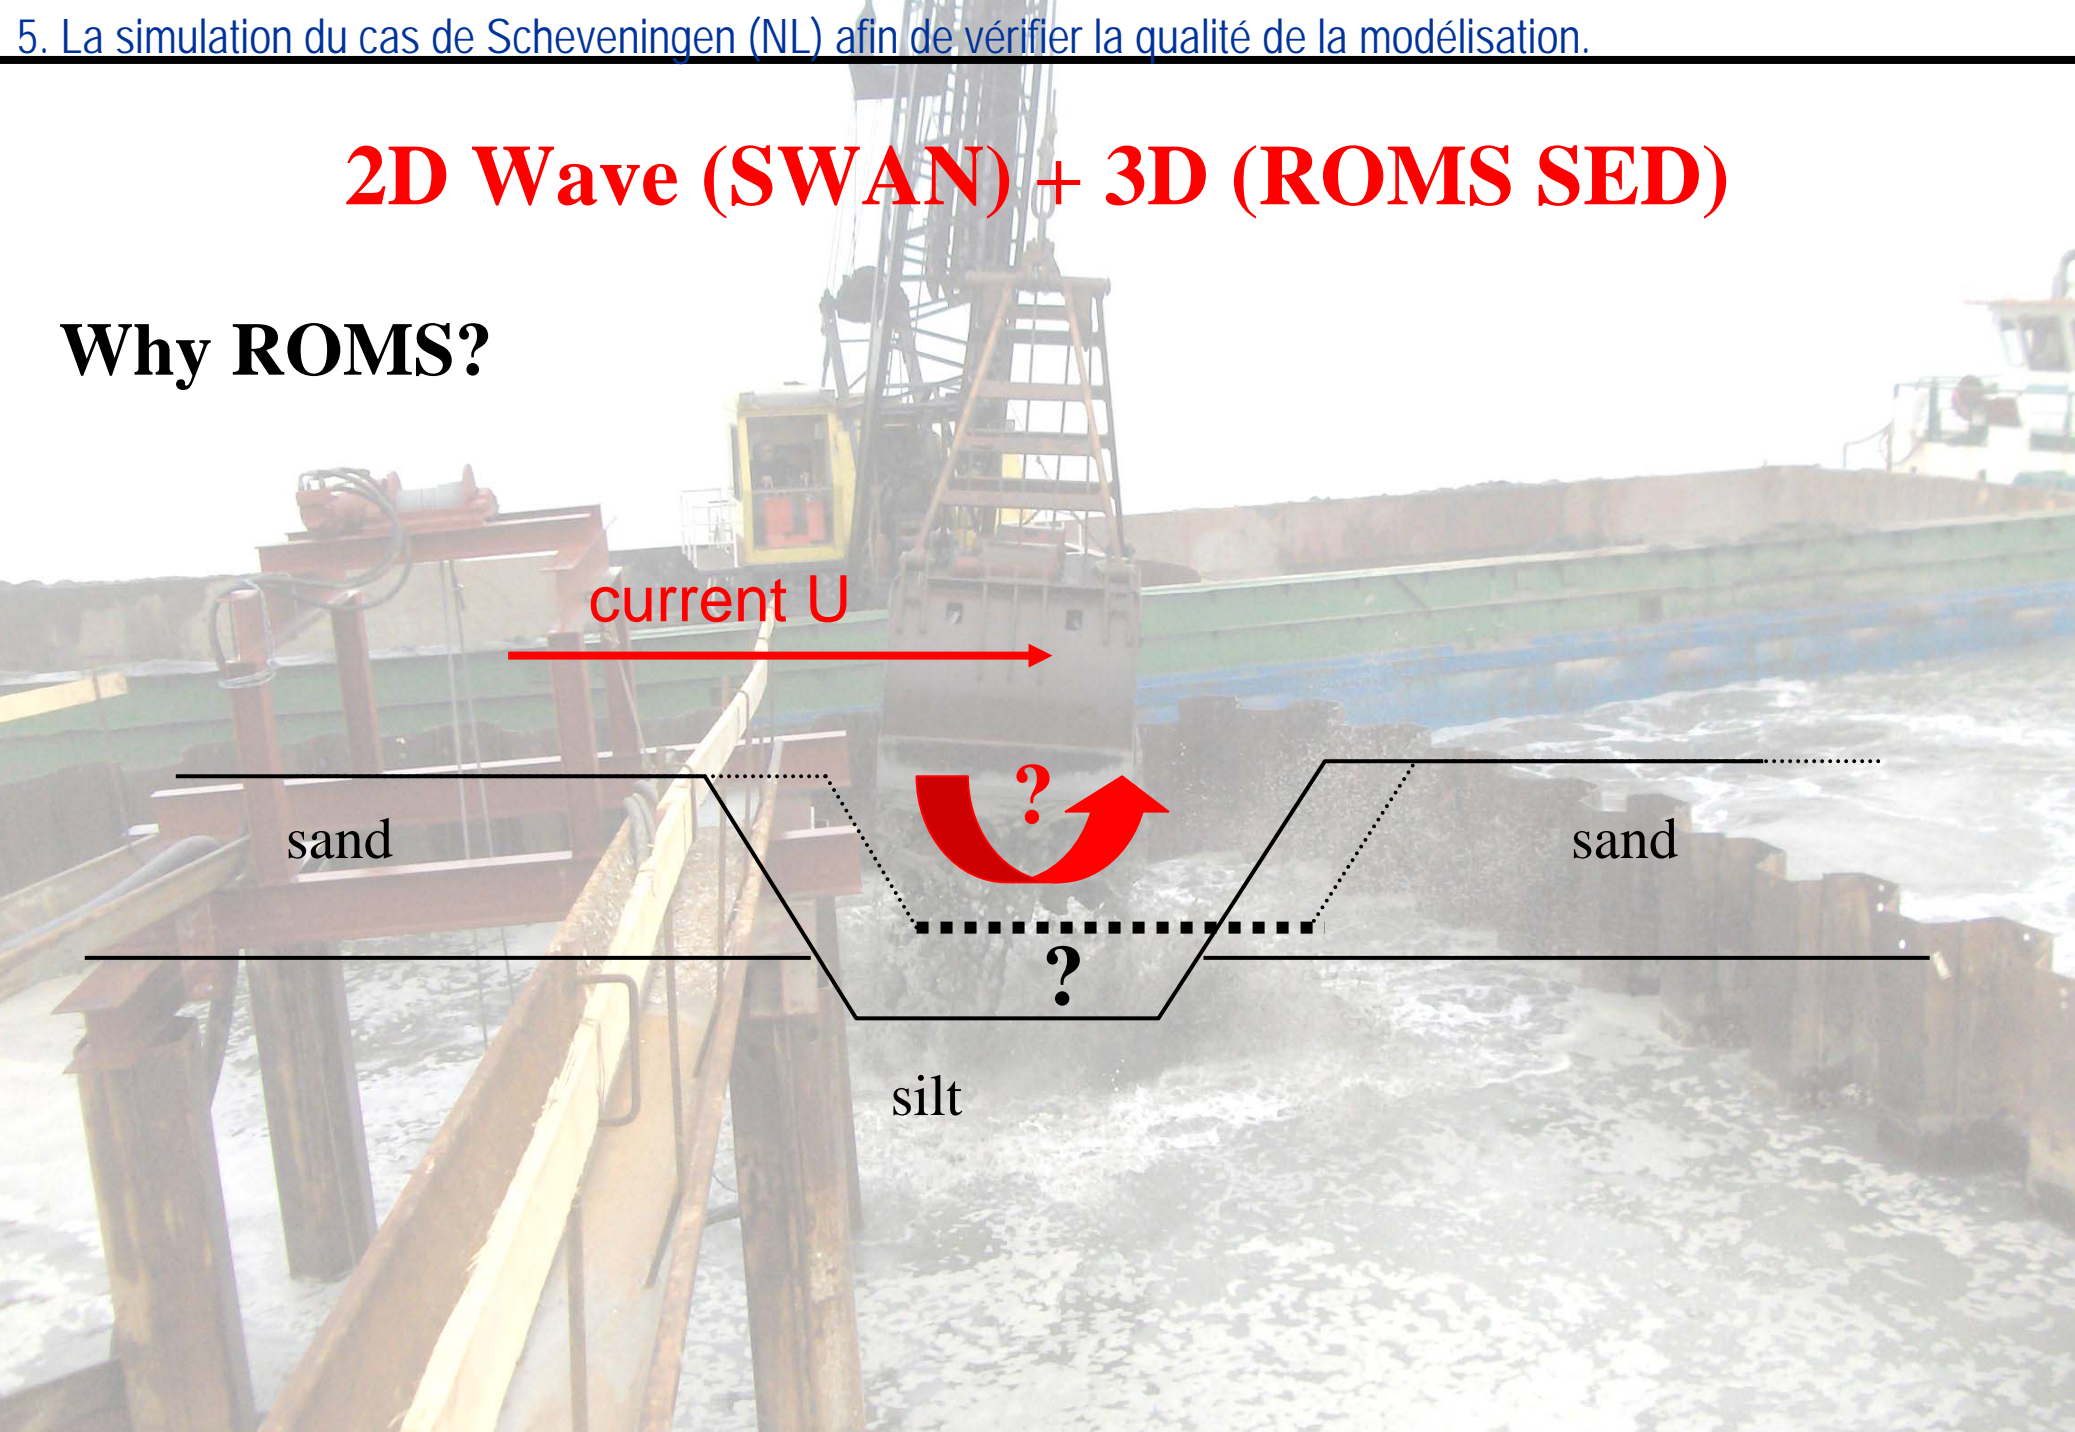 5. La simulation du cas de Scheveningen (NL) afin de vérifier la qualité de la modélisation.
2D Wave (SWAN) + 3D (ROMS SED)
Why ROMS?
current U
?
sand
sand
?
silt